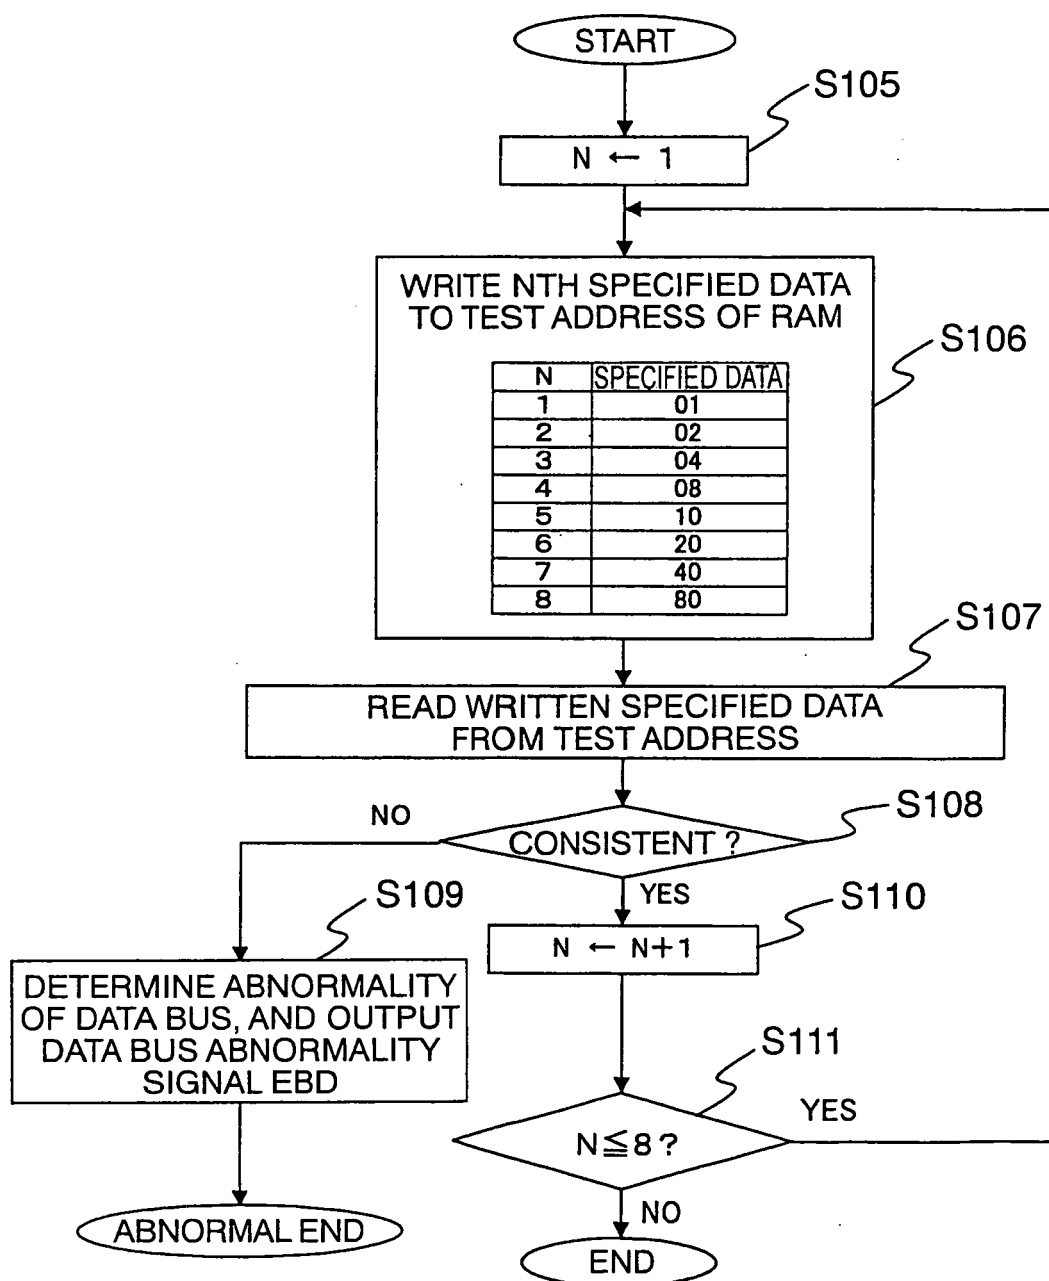 START
S105
N ← 1
WRITE NTH SPECIFIED DATA
TO TEST ADDRESS OF RAM
S106
N SPECIFIED DATA
1 01
2 02
3 04
4 08
5 10
6 20
7 40
8 80
S107
READ WRITTEN SPECIFIED DATA
FROM TEST ADDRESS
S108
NO
CONSISTENT ?
YES
S109
S110
N ← N+1
DETERMINE ABNORMALITY
OF DATA BUS, AND OUTPUT
DATA BUS ABNORMALITY
SIGNAL EBD
S111
YES
N≦8?
NO
ABNORMAL END
END